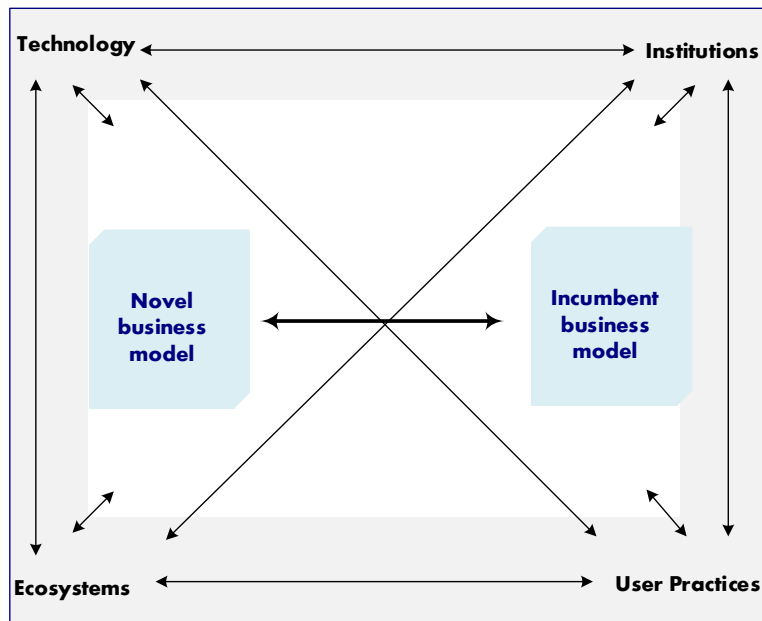 Technology
Institutions
Novel
business
model
Incumbent
business
model
Ecosystems
User Practices